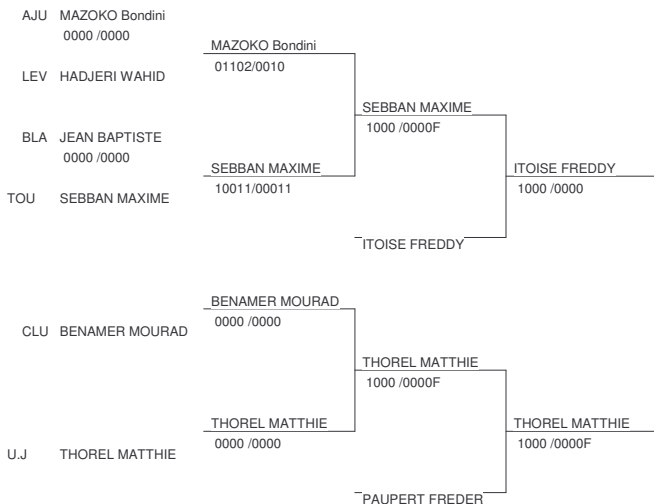 AJU MAZOKO Bondini
0000 /0000
MAZOKO Bondini
01102/0010
LEV HADJERI WAHID
SEBBAN MAXIME
1000 /0000F
BLA JEAN BAPTISTE
0000 /0000
SEBBAN MAXIME
10011/00011
ITOISE FREDDY
1000 /0000
TOU SEBBAN MAXIME
ITOISE FREDDY
BENAMER MOURAD
0000 /0000
CLU BENAMER MOURAD
THOREL MATTHIE
1000 /0000F
THOREL MATTHIE
0000 /0000
THOREL MATTHIE
1000 /0000F
U.J THOREL MATTHIE
PAUPERT FREDER